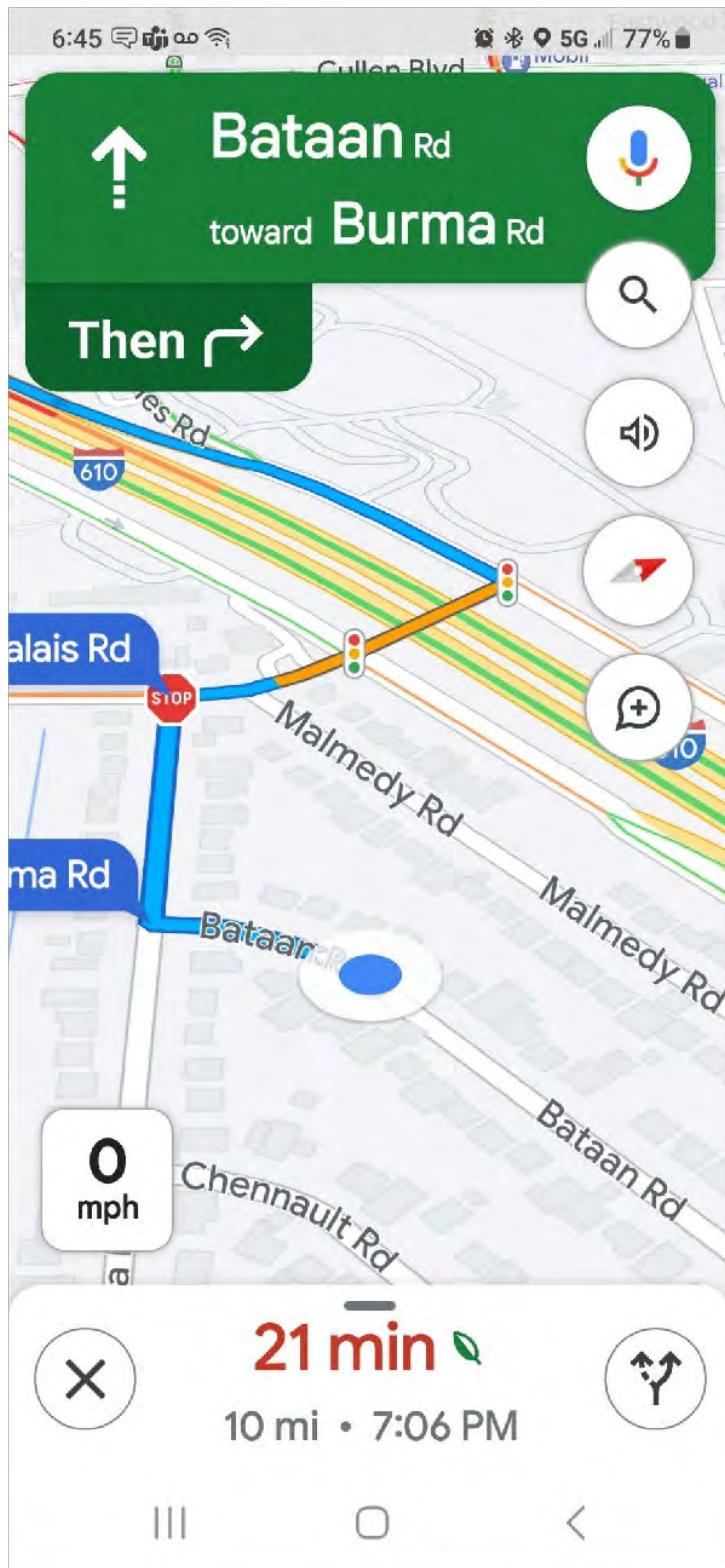 6:45
5G 77%
Cullen Blvd
Mobil
Bataan Rd
toward Burma Rd
Then
es Rd
610
alais Rd
STOP
Malmedy Rd
10
ma Rd
Malmedy Rd
Bataan R
0
mph
Bataan Rd
Chennault Rd
a
21 min
10 mi • 7:06 PM